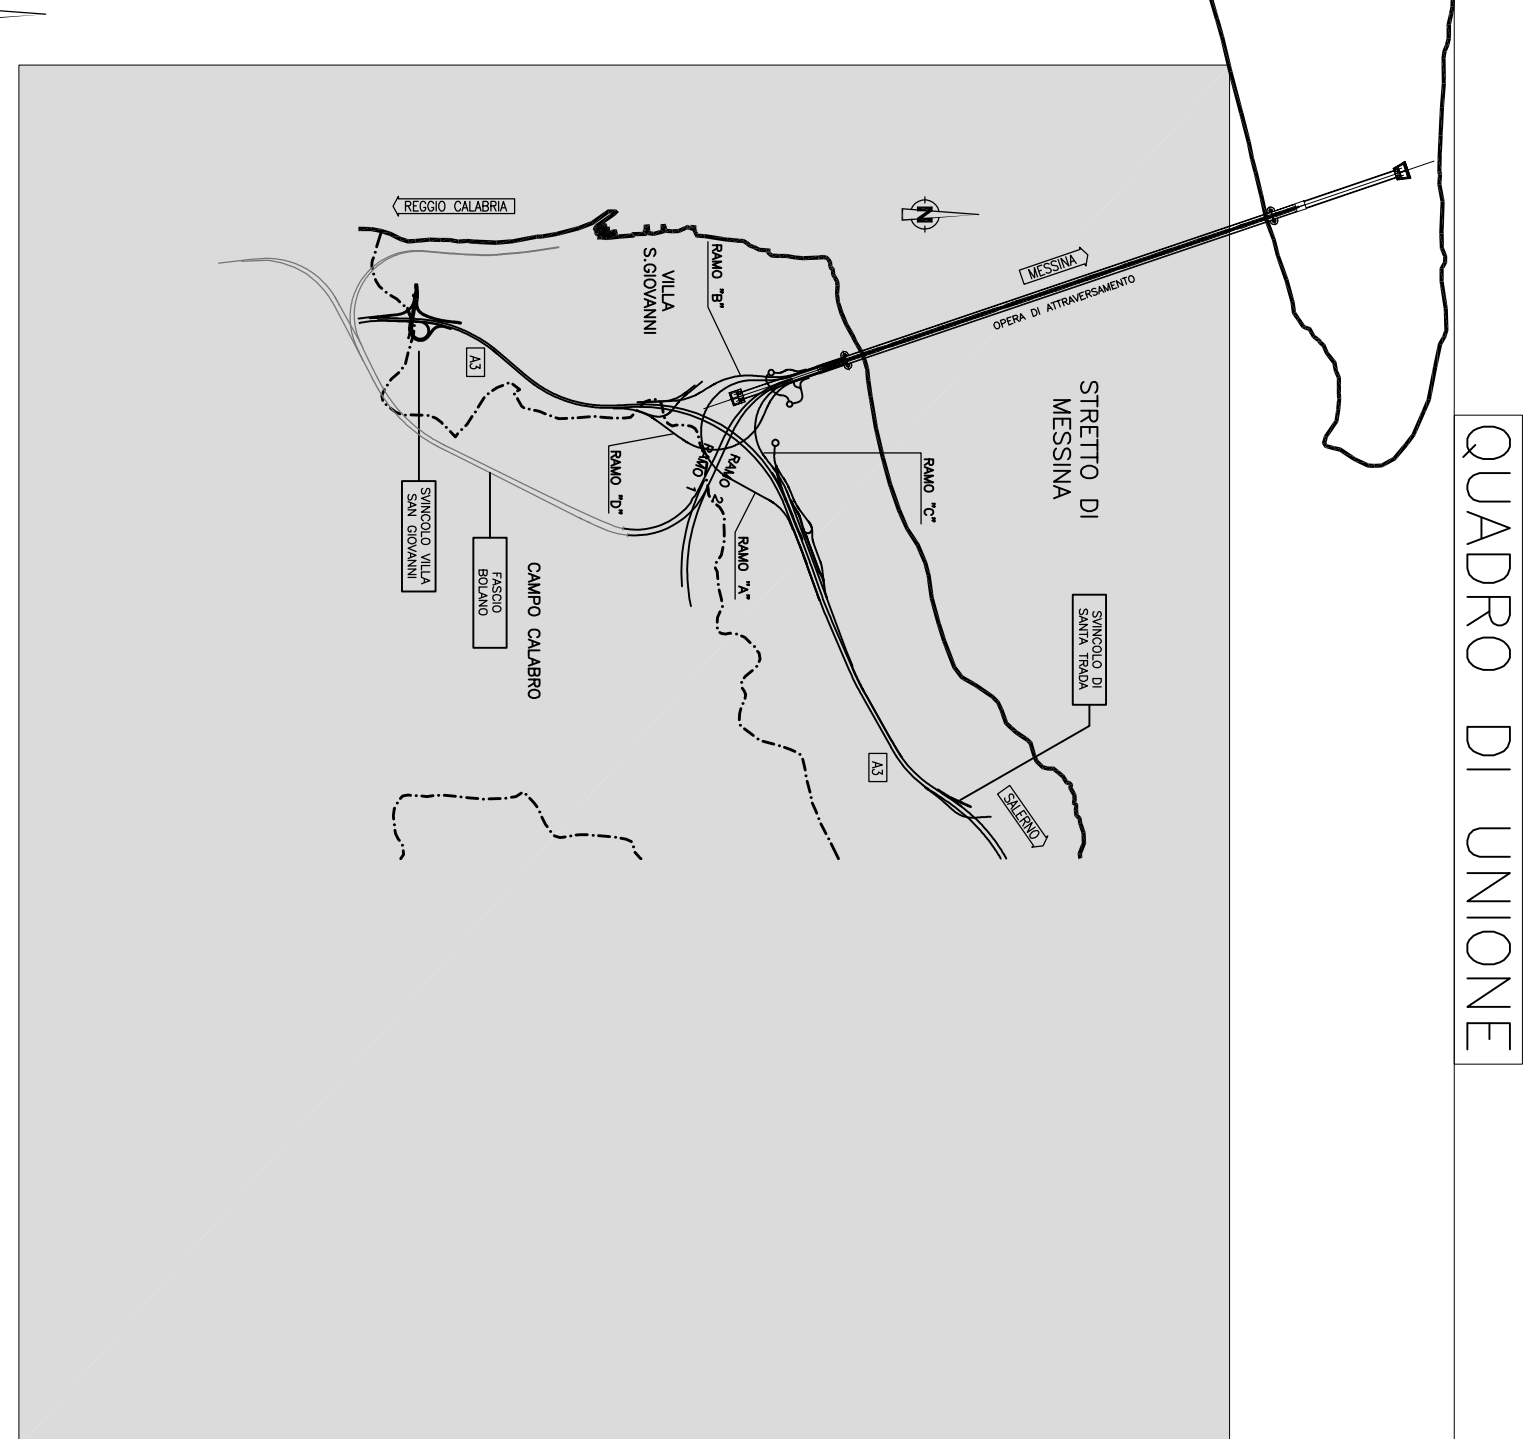 QUADRO DI UNIONE
SVINCOLO DI
SANTA TRADA
STRETTO DI
MESSINA
MESSINA
OPERA DI ATTRAVERSAMENTO
SALERNO
N
RAMO "C"
A3
RAMO "A"
RAMO "B"
RAMO 2
RAMO 1
VILLA
S.GIOVANNI
RAMO "D"
CAMPO CALABRO
FASCIO
BOLANO
A3
REGGIO CALABRIA
SVINCOLO VILLA
SAN GIOVANNI